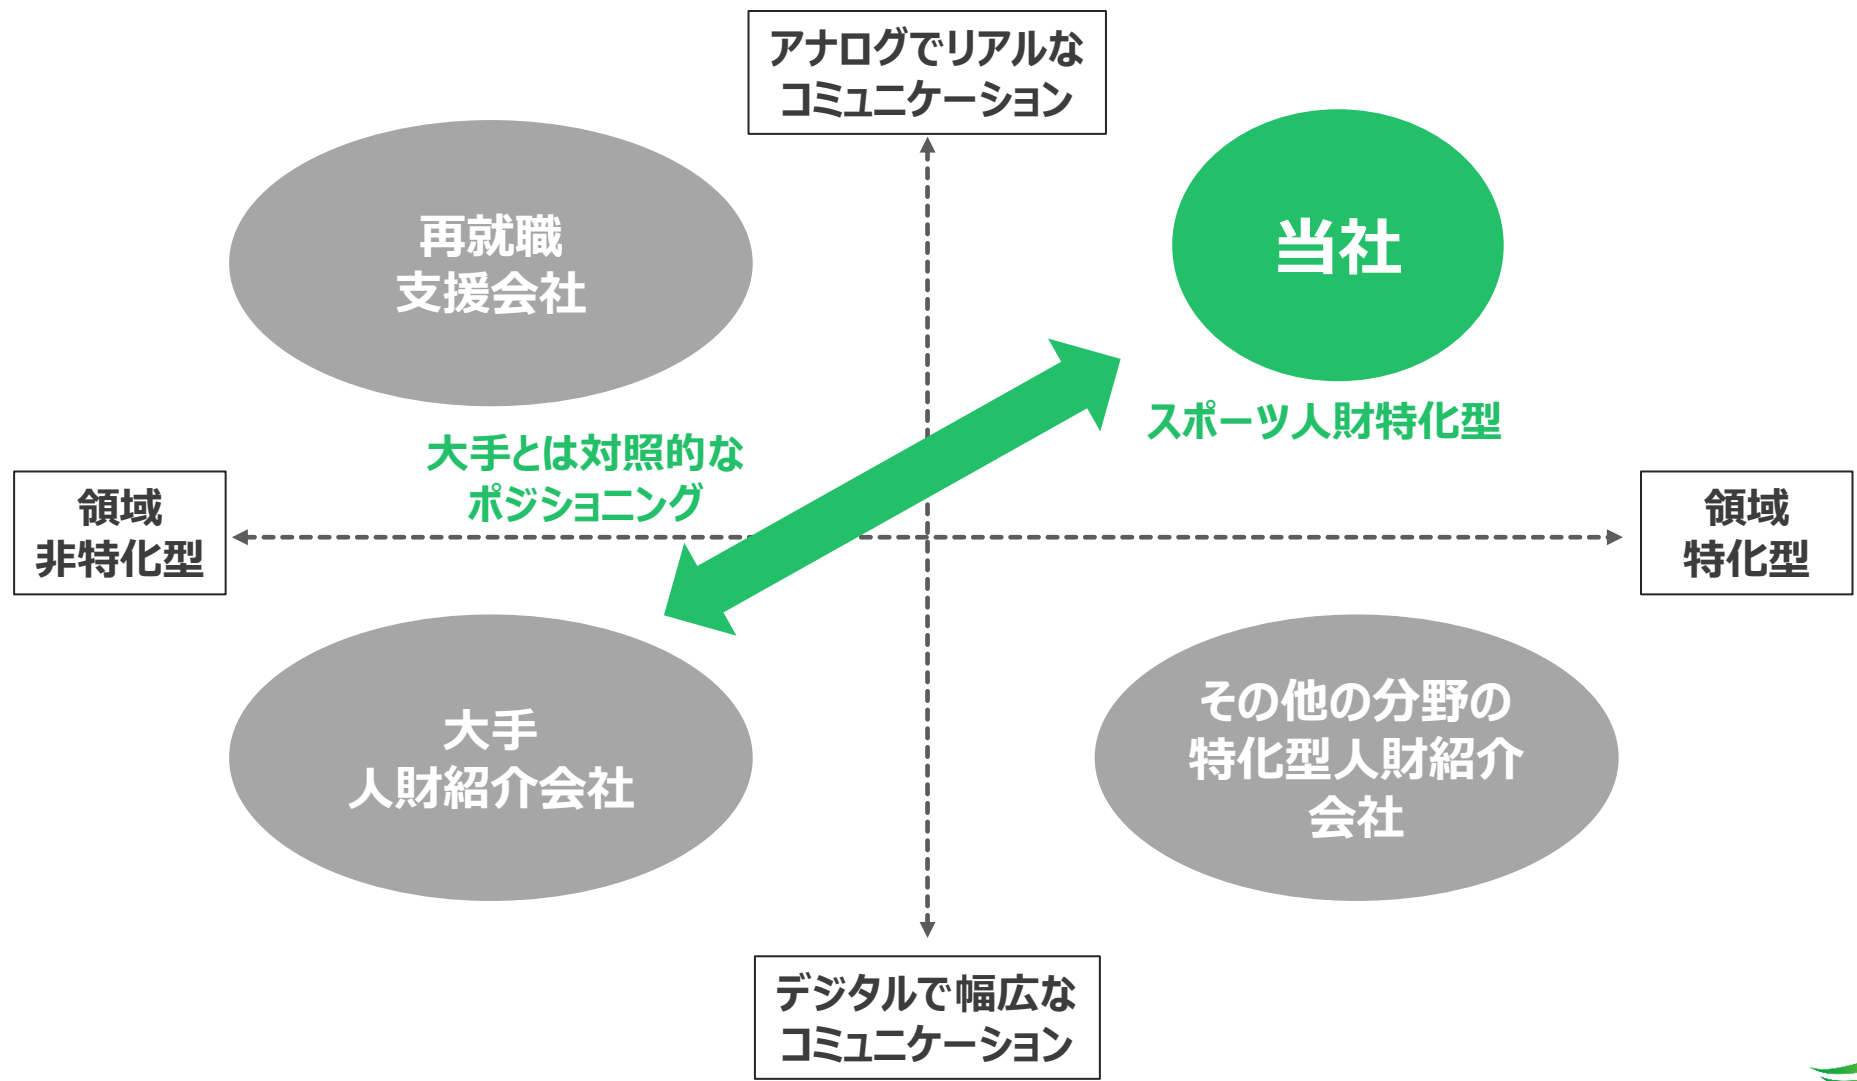 アナログでリアルな
コミュニケーション
再就職
支援会社
当社
スポーツ人財特化型
大手とは対照的な
ポジショニング
領域
非特化型
領域
特化型
大手
人財紹介会社
その他の分野の
特化型人財紹介
会社
デジタルで幅広な
コミュニケーション